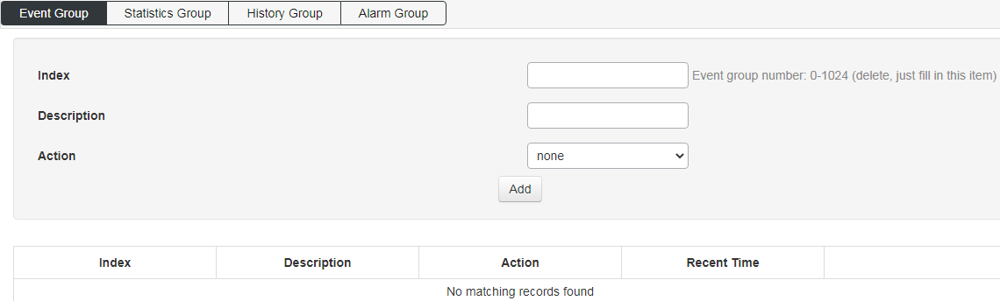 Event Group Statistics Group History Group Alarm Group
Index Event group number: 0-1024 (delete, just fill in this item)
Description
Action none
Add
Index Description Action Recent Time
No matching records found